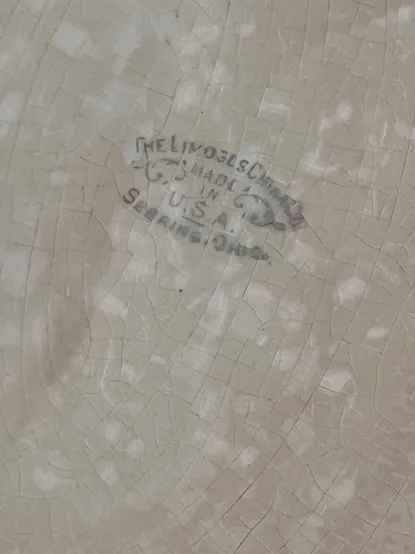 THE LIMOGES CHINA Co
MADE
IN
U.S.A.
SEBRING, OHIO.